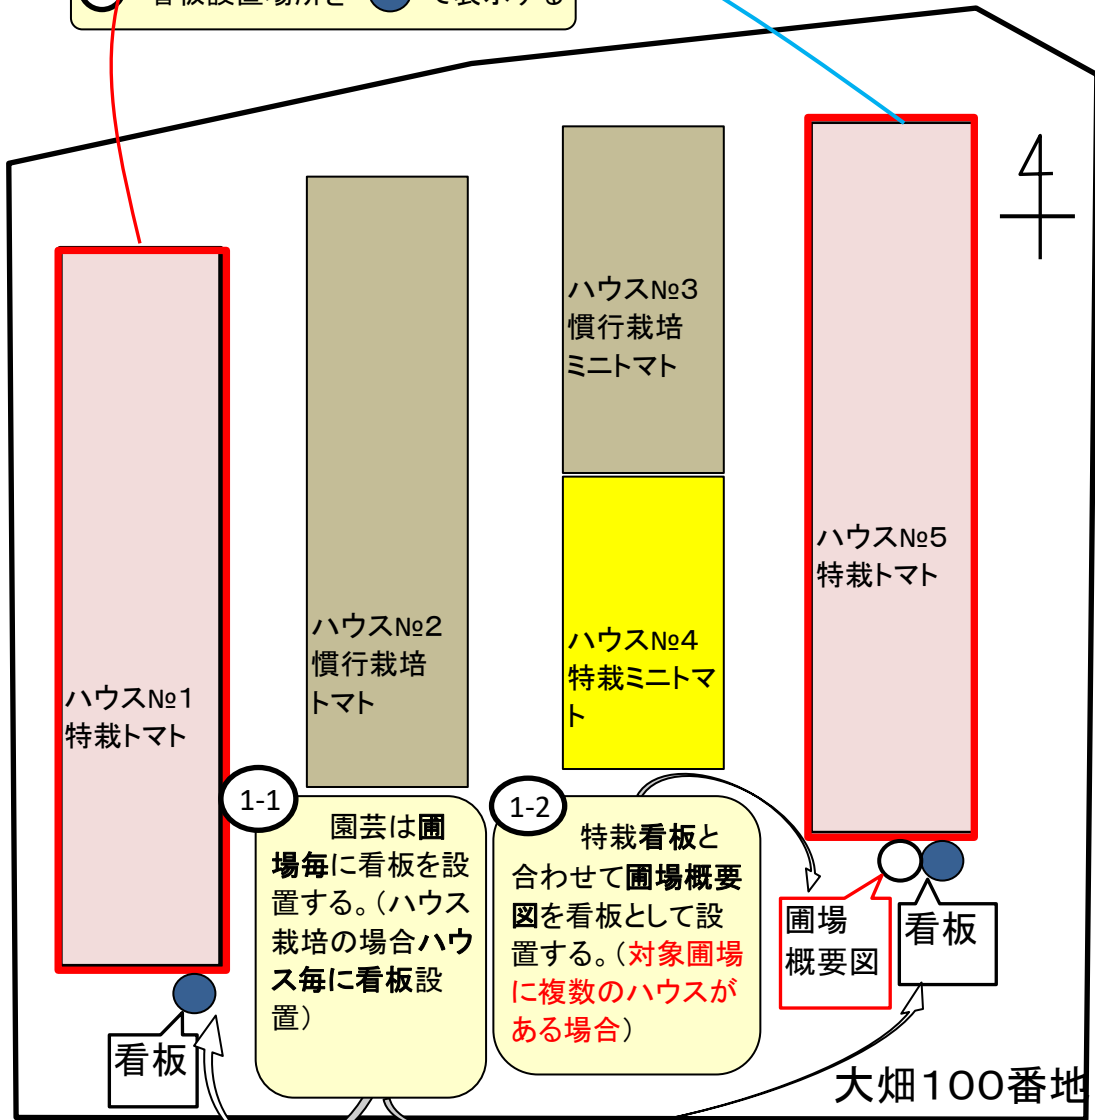 ハウス№3
慣行栽培
ミニトマト
ハウス№5
特栽トマト
ハウス№2
慣行栽培
トマト
ハウス№4
特栽ミニトマ
ト
ハウス№1
特栽トマト
1-1
園芸は圃
場毎に看板を設
置する。（ハウス
栽培の場合ハウ
ス毎に看板設
置）
1-2
特栽看板と
合わせて圃場概要
図を看板として設
置する。（対象圃場
に複数のハウスが
ある場合）
圃場
概要図
看板
看板
大畑100番地